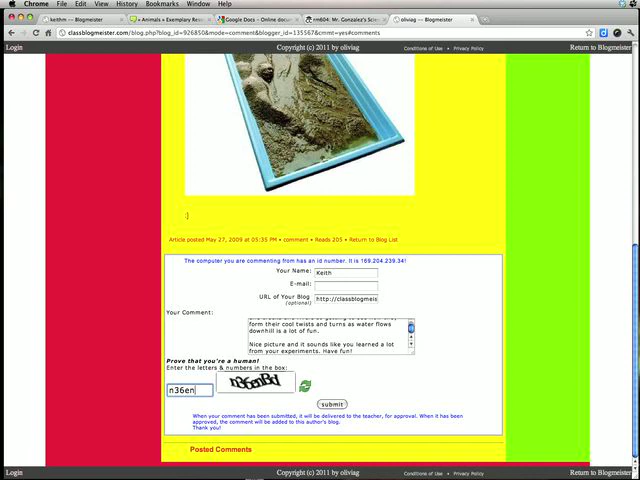 Chrome File Edit View History Bookmarks Window Help
keithm -- Blogmeister
« Animals » Exemplary Res
Google Docs - Online docu
rm604: Mr. Gonzalez's Scien
oliviag -- Blogmeister
classblogmeister.com/blog.php?blog_id=926850&mode=comment&blogger_id=135567&cmmt=yes#comments
Login Copyright (c) 2011 by oliviag Conditions of Use • Privacy Policy Return to Blogmeister
:]
Article posted May 27, 2009 at 05:35 PM • comment • Reads 205 • Return to Blog List
The computer you are commenting from has an id number. It is 169.204.239.34!
Your Name: Keith
E-mail:
URL of Your Blog http://classblogmeis
(optional)
Your Comment:
form their cool twists and turns as water flows
downhill is a lot of fun.
Nice picture and it sounds like you learned a lot
from your experiments. Have fun!
Prove that you're a human!
Enter the letters & numbers in the box:
n36en
submit
When your comment has been submitted, it will be delivered to the teacher, for approval. When it has been
approved, the comment will be added to this author's blog.
Thank you!
Posted Comments
Login Copyright (c) 2011 by oliviag Conditions of Use • Privacy Policy Return to Blogmeister